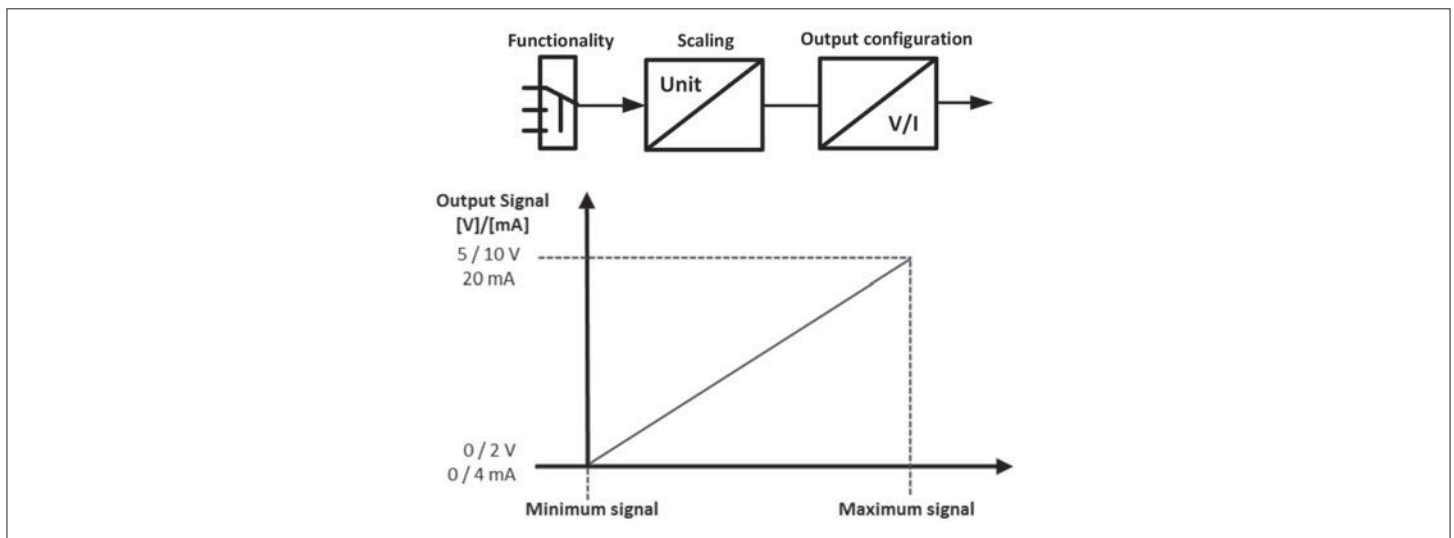 Functionality
Scaling
Output configuration
Unit
V/I
Output Signal
[V]/[mA]
5 / 10 V
20 mA
0 / 2 V
0 / 4 mA
Minimum signal
Maximum signal